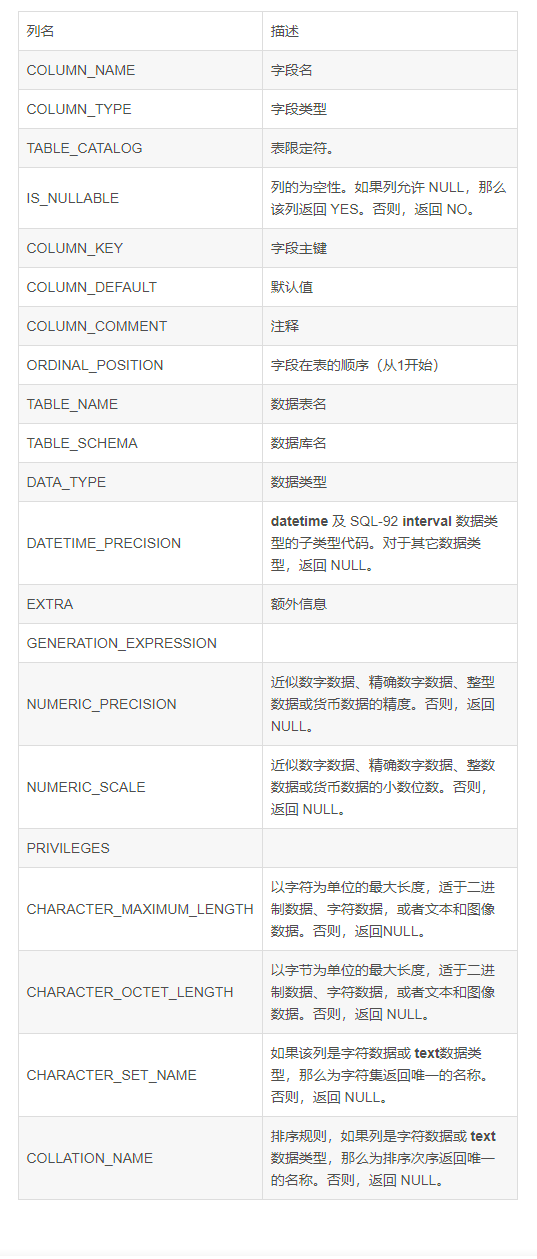 列名 描述
COLUMN_NAME 字段名
COLUMN_TYPE 字段类型
TABLE_CATALOG 表限定符。
IS_NULLABLE
列的为空性。如果列允许 NULL，那么
该列返回 YES。否则，返回 NO。
COLUMN_KEY 字段主键
COLUMN_DEFAULT 默认值
COLUMN_COMMENT 注释
ORDINAL_POSITION 字段在表的顺序（从1开始）
TABLE_NAME 数据表名
TABLE_SCHEMA 数据库名
DATA_TYPE 数据类型
DATETIME_PRECISION
datetime 及 SQL-92 interval 数据类
型的子类型代码。对于其它数据类
型，返回 NULL。
EXTRA 额外信息
GENERATION_EXPRESSION
NUMERIC_PRECISION
近似数字数据、精确数字数据、整型
数据或货币数据的精度。否则，返回
NULL。
NUMERIC_SCALE
近似数字数据、精确数字数据、整数
数据或货币数据的小数位数。否则，
返回 NULL。
PRIVILEGES
CHARACTER_MAXIMUM_LENGTH
以字符为单位的最大长度，适于二进
制数据、字符数据，或者文本和图像
数据。否则，返回NULL。
CHARACTER_OCTET_LENGTH
以字节为单位的最大长度，适于二进
制数据、字符数据，或者文本和图像
数据。否则，返回 NULL。
CHARACTER_SET_NAME
如果该列是字符数据或 text数据类
型，那么为字符集返回唯一的名称。
否则，返回 NULL。
COLLATION_NAME
排序规则，如果列是字符数据或 text
数据类型，那么为排序次序返回唯一
的名称。否则，返回 NULL。